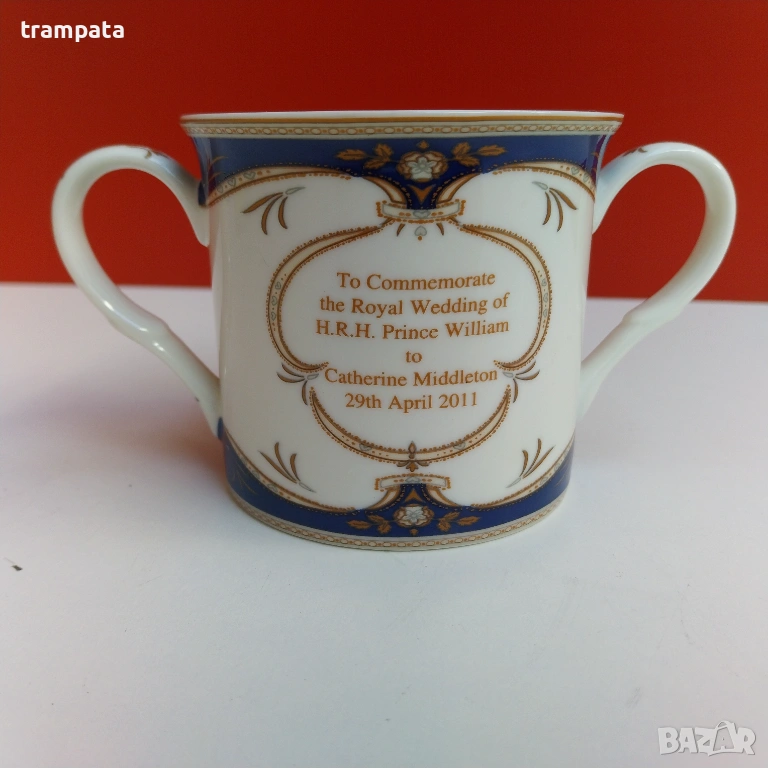 trampata
To Commemorate
the Royal Wedding of
H.R.H. Prince William
to
Catherine Middleton
29th April 2011
BAZAR